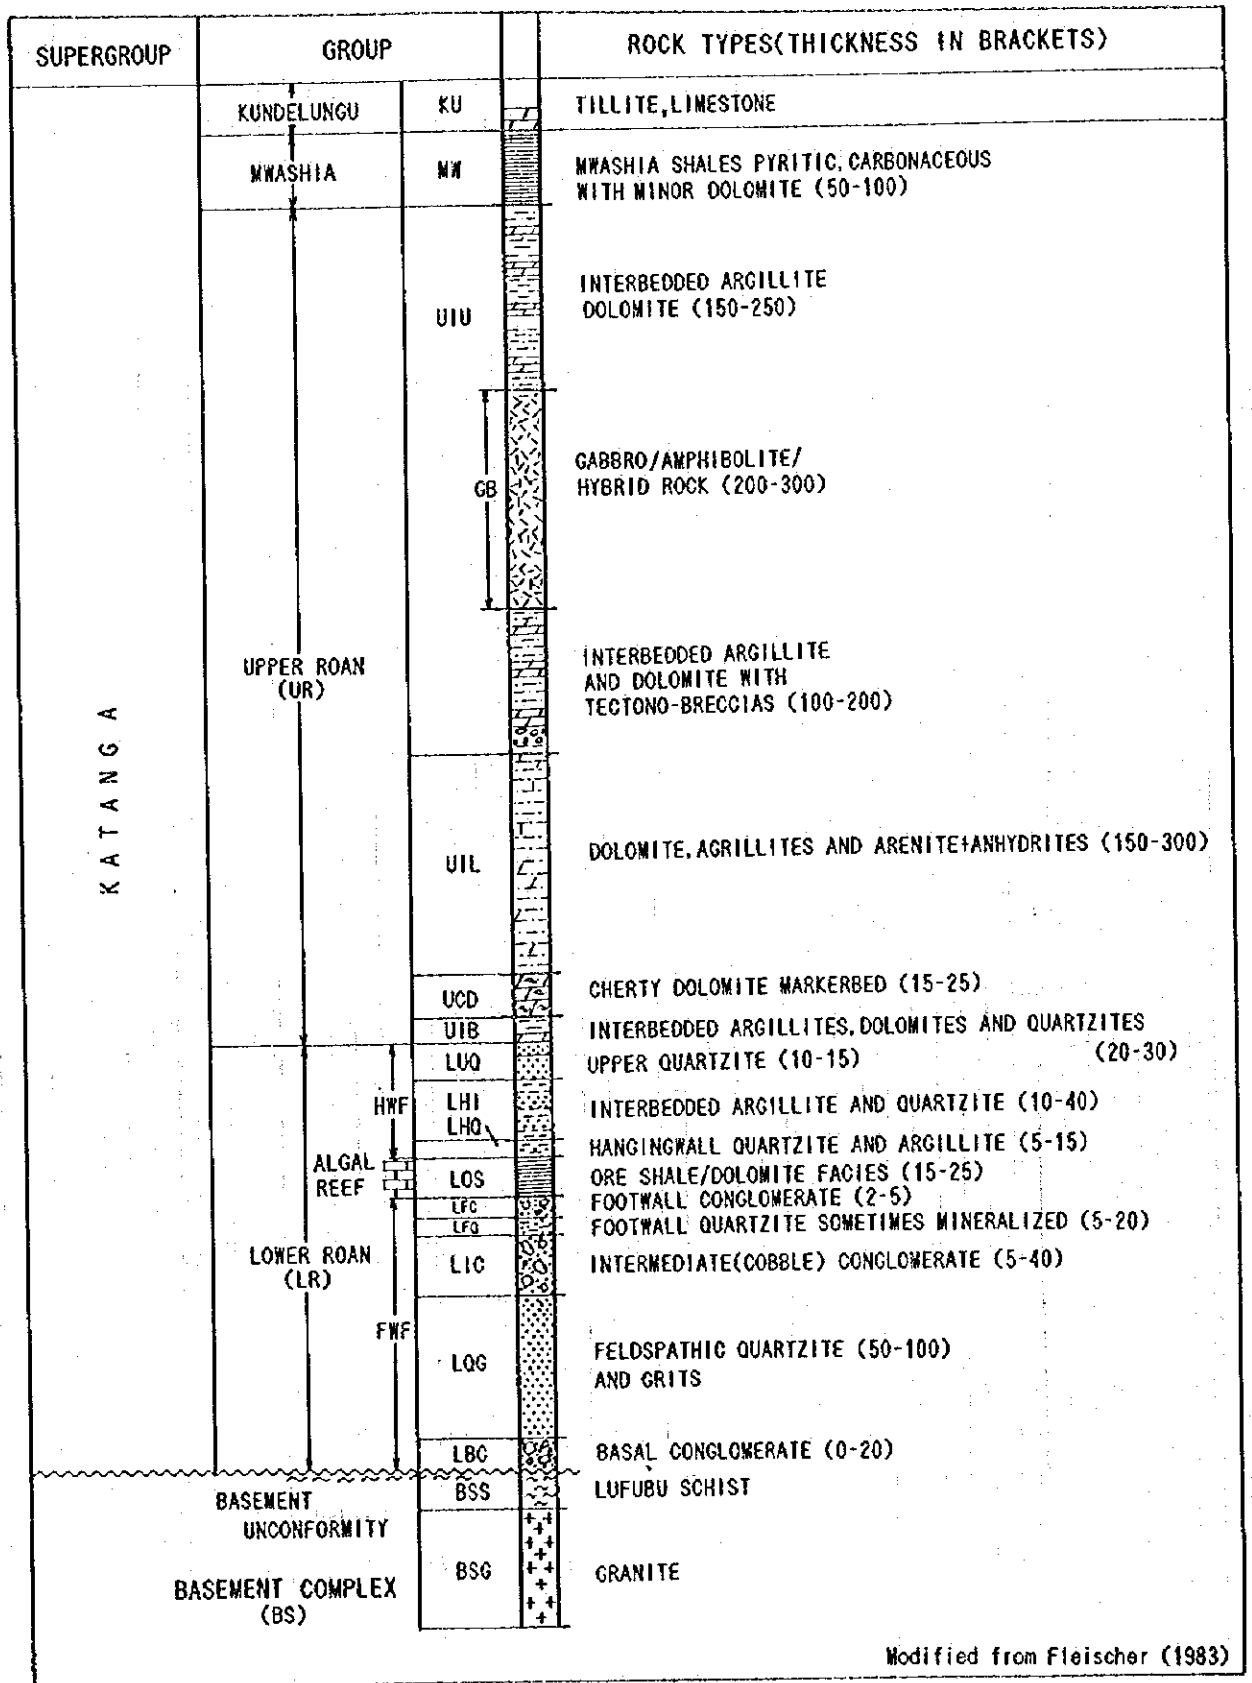 SUPERGROUP
GROUP
ROCK TYPES(THICKNESS IN BRACKETS)
KUNDELUNGU
KU
TILLITE,LIMESTONE
MWASHIA
MW
MWASHIA SHALES PYRITIC,CARBONACEOUS
WITH MINOR DOLOMITE (50-100)
UIU
INTERBEDDED ARGILLITE
DOLOMITE (150-250)
GB
GABBRO/AMPHIBOLITE/
HYBRID ROCK (200-300)
UPPER ROAN
(UR)
INTERBEDDED ARGILLITE
AND DOLOMITE WITH
TECTONO-BRECCIAS (100-200)
KATANGA
UIL
DOLOMITE,AGRILLITES AND ARENITE+ANHYDRITES (150-300)
UCD
CHERTY DOLOMITE MARKERBED (15-25)
UIB
INTERBEDDED ARGILLITES,DOLOMITES AND QUARTZITES
(20-30)
LUQ
UPPER QUARTZITE (10-15)
HWF
LHI
INTERBEDDED ARGILLITE AND QUARTZITE (10-40)
LHQ
HANGINGWALL QUARTZITE AND ARGILLITE (5-15)
ALGAL
REEF
LOS
ORE SHALE/DOLOMITE FACIES (15-25)
LFC
FOOTWALL CONGLOMERATE (2-5)
LFQ
FOOTWALL QUARTZITE SOMETIMES MINERALIZED (5-20)
LOWER ROAN
(LR)
LIC
INTERMEDIATE(COBBLE) CONGLOMERATE (5-40)
FWF
LQG
FELDSPATHIC QUARTZITE (50-100)
AND GRITS
LBC
BASAL CONGLOMERATE (0-20)
BASEMENT
UNCONFORMITY
BSS
LUFUBU SCHIST
BASEMENT COMPLEX
(BS)
BSG
GRANITE
Modified from Fleischer (1983)